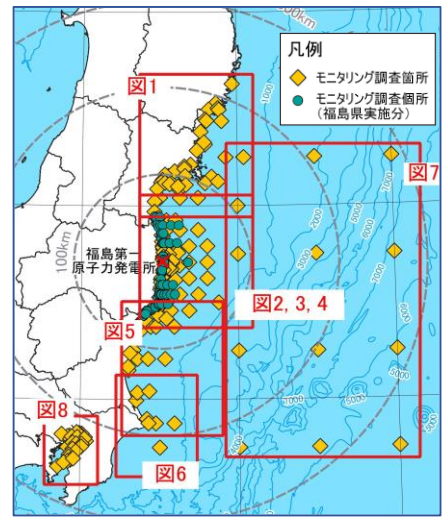 300km
図1
凡例
モニタリング調査箇所
モニタリング調査個所
(福島県実施分)
1000
図7
7000
2000
3000
福島第一
原子力発電所
100km
図2, 3, 4
図5
5000
7000
図8
図6